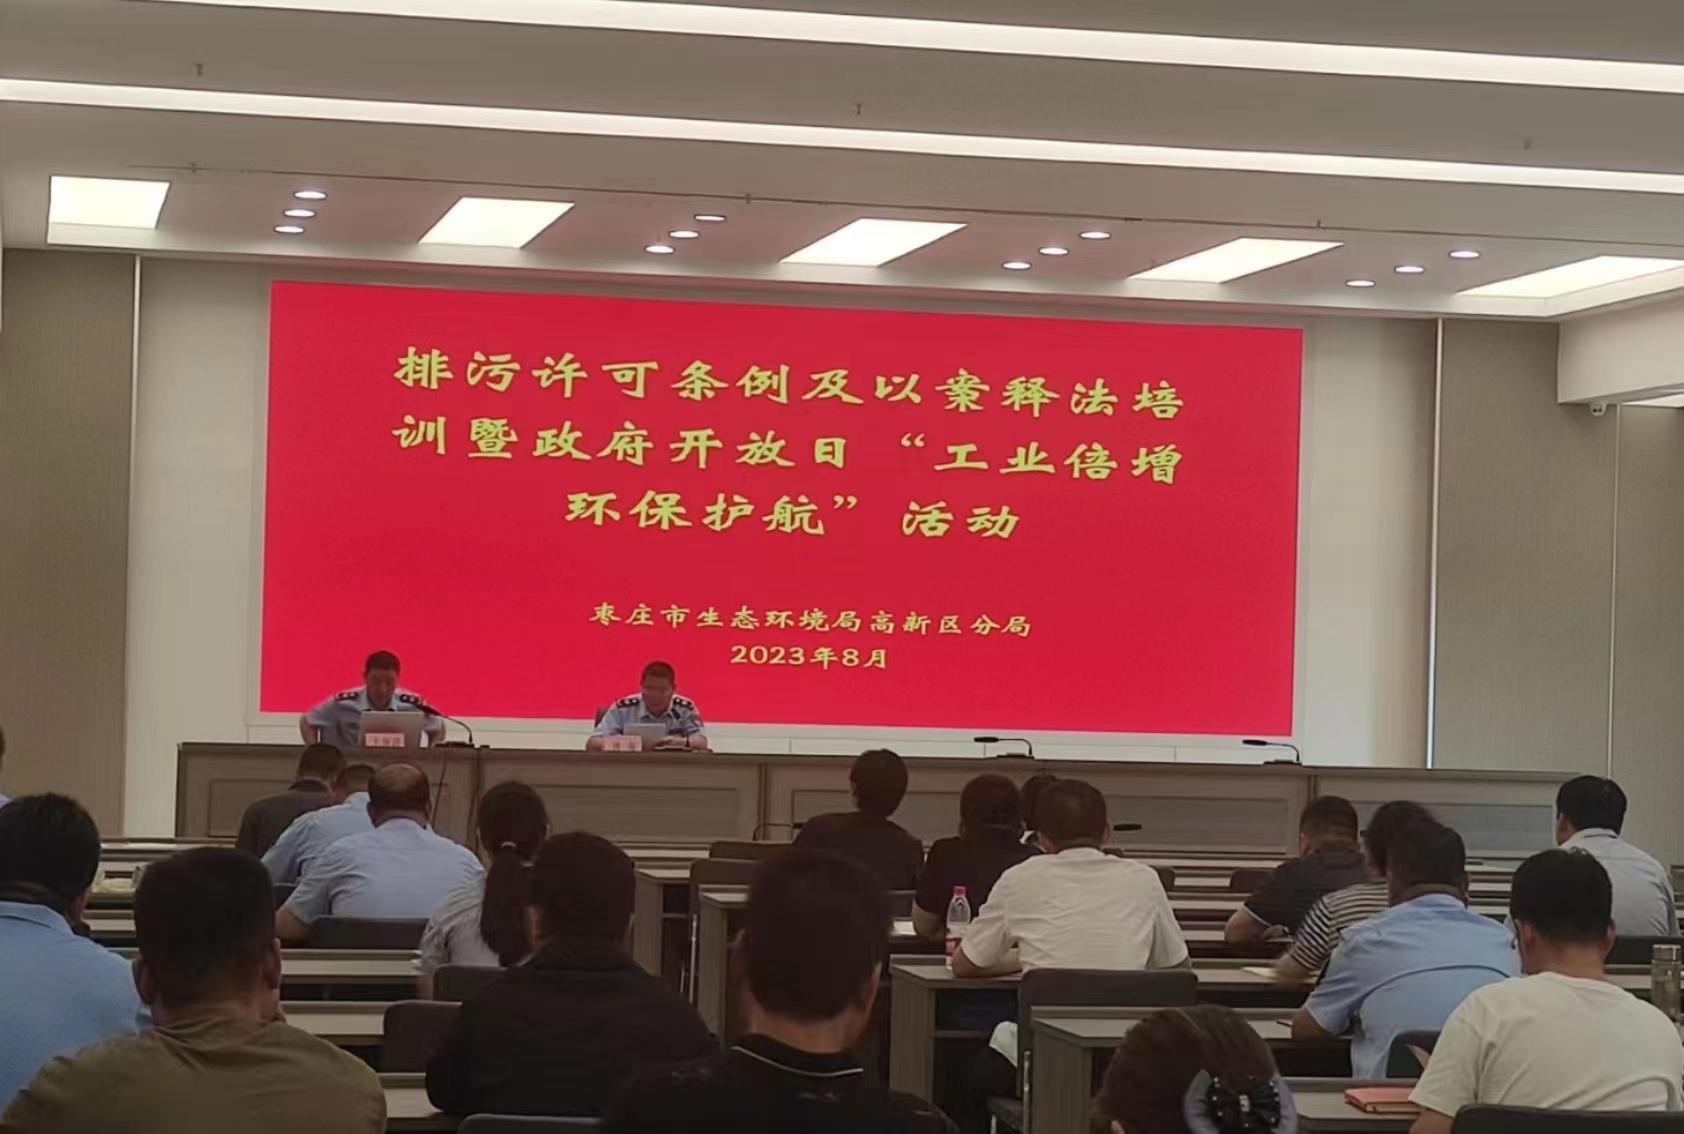 排污许可条例及以案释法培
训暨政府开放日“工业倍增
环保护航”活动
枣庄市生态环境局高新区分局
2023年8月